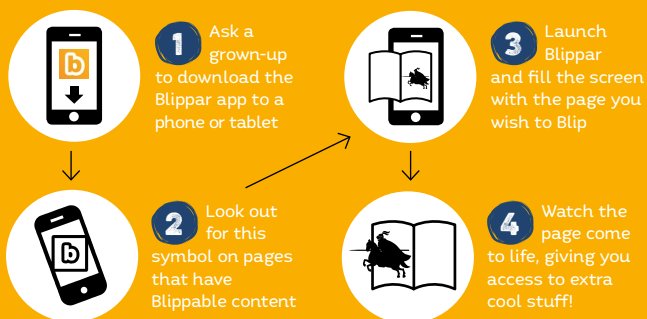 1 Ask a
grown-up
to download the
Blippar app to a
phone or tablet
2 Look out
for this
symbol on pages
that have
Blippable content
3 Launch
Blippar
and fill the screen
with the page you
wish to Blip
4 Watch the
page come
to life, giving you
access to extra
cool stuff!